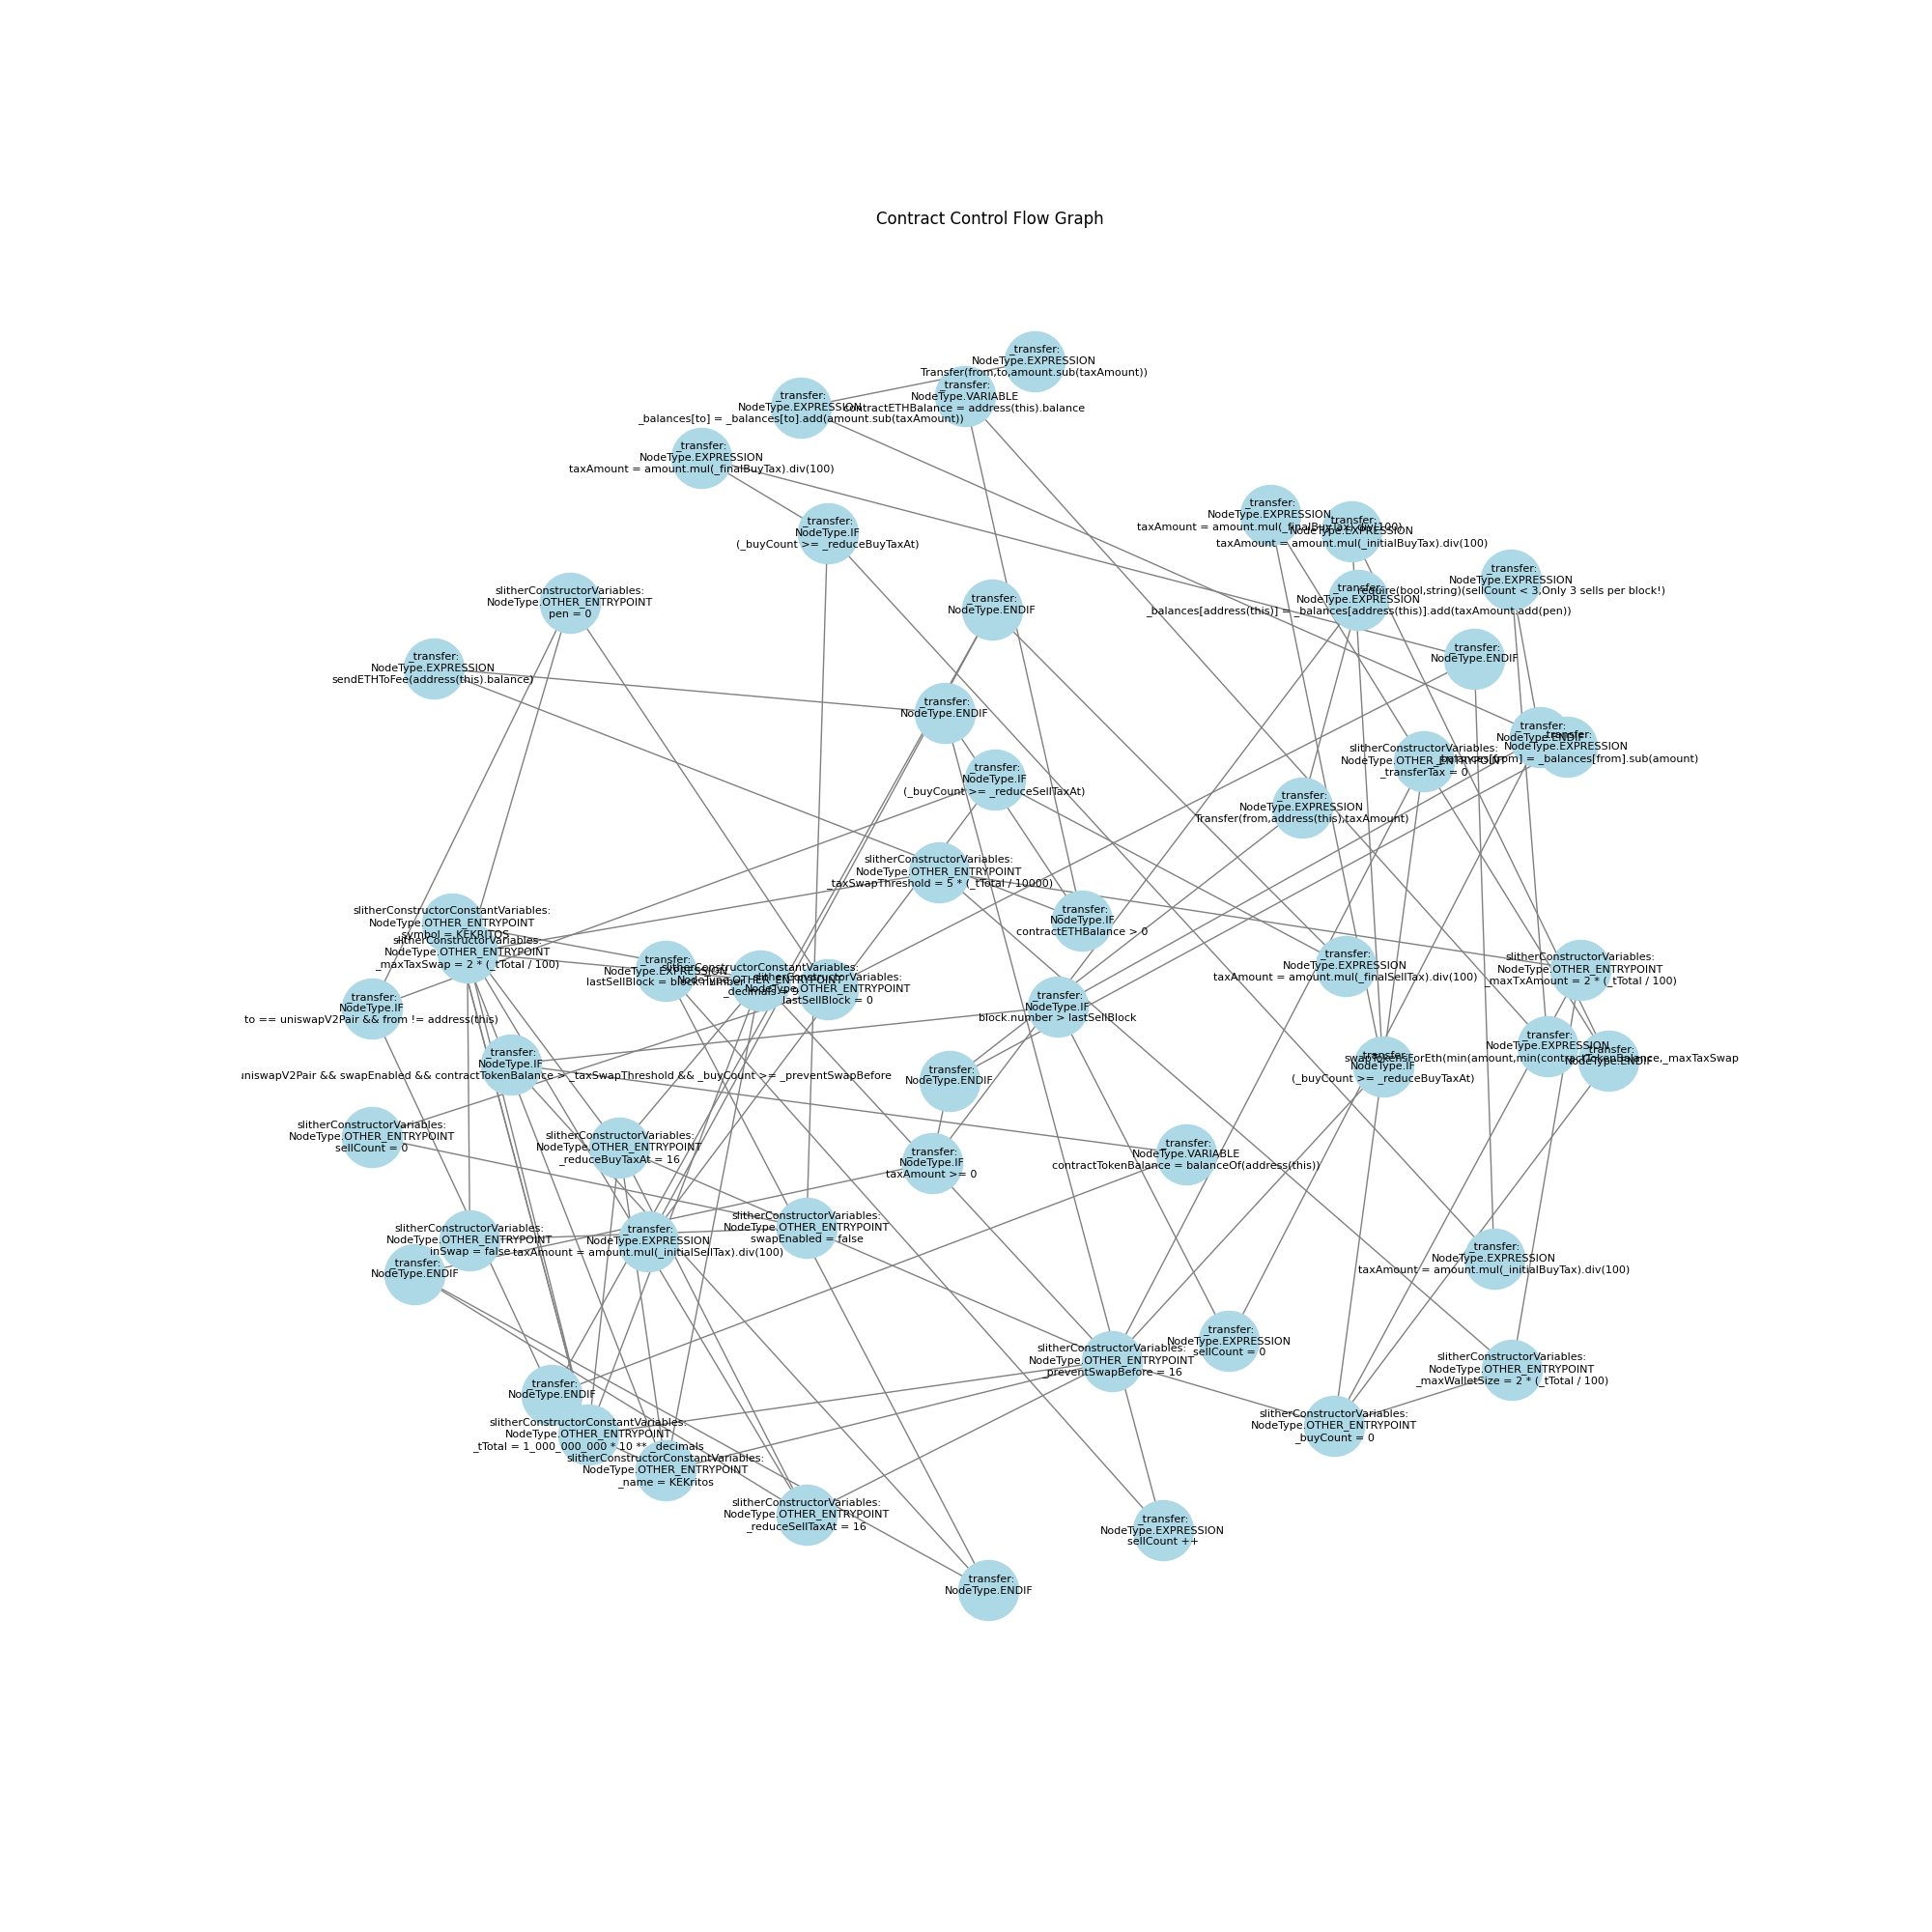 Contract Control Flow Graph
_transfer:
NodeType.EXPRESSION
Transfer(from,to,amount.sub(taxAmount))
_transfer:
NodeType.VARIABLE
contractETHBalance = address(this).balance
_transfer:
NodeType.EXPRESSION
_balances[to] = _balances[to].add(amount.sub(taxAmount))
_transfer:
NodeType.EXPRESSION
taxAmount = amount.mul(_finalBuyTax).div(100)
_transfer:
NodeType.IF
(_buyCount >= _reduceBuyTaxAt)
_transfer:
NodeType.EXPRESSION
taxAmount = amount.mul(_finalBuyTax).div(100)
_transfer:
NodeType.EXPRESSION
taxAmount = amount.mul(_initialBuyTax).div(100)
_transfer:
NodeType.EXPRESSION
require(bool,string)(sellCount < 3,Only 3 sells per block!)
_transfer:
NodeType.EXPRESSION
_balances[address(this)] = _balances[address(this)].add(taxAmount.add(pen))
slitherConstructorVariables:
NodeType.OTHER_ENTRYPOINT
pen = 0
_transfer:
NodeType.ENDIF
_transfer:
NodeType.ENDIF
_transfer:
NodeType.EXPRESSION
sendETHToFee(address(this).balance)
_transfer:
NodeType.ENDIF
_transfer:
NodeType.ENDIF
_transfer:
NodeType.EXPRESSION
_balances[from] = _balances[from].sub(amount)
slitherConstructorVariables:
NodeType.OTHER_ENTRYPOINT
_transferTax = 0
_transfer:
NodeType.IF
(_buyCount >= _reduceSellTaxAt)
_transfer:
NodeType.EXPRESSION
Transfer(from,address(this),taxAmount)
slitherConstructorVariables:
NodeType.OTHER_ENTRYPOINT
_taxSwapThreshold = 5 * (_tTotal / 10000)
_transfer:
NodeType.IF
contractETHBalance > 0
slitherConstructorConstantVariables:
NodeType.OTHER_ENTRYPOINT
_symbol = KEKRITOS
slitherConstructorVariables:
NodeType.OTHER_ENTRYPOINT
_maxTaxSwap = 2 * (_tTotal / 100)
_transfer:
NodeType.EXPRESSION
lastSellBlock = block.number
slitherConstructorConstantVariables:
NodeType.OTHER_ENTRYPOINT
_decimals = 9
slitherConstructorVariables:
NodeType.OTHER_ENTRYPOINT
lastSellBlock = 0
_transfer:
NodeType.EXPRESSION
taxAmount = amount.mul(_finalSellTax).div(100)
slitherConstructorVariables:
NodeType.OTHER_ENTRYPOINT
_maxTxAmount = 2 * (_tTotal / 100)
_transfer:
NodeType.IF
to == uniswapV2Pair && from != address(this)
_transfer:
NodeType.IF
block.number > lastSellBlock
_transfer:
NodeType.IF
uniswapV2Pair && swapEnabled && contractTokenBalance > _taxSwapThreshold && _buyCount >= _preventSwapBefore
_transfer:
NodeType.EXPRESSION
swapTokensForEth(min(amount,min(contractTokenBalance,_maxTaxSwap
_transfer:
NodeType.ENDIF
_transfer:
NodeType.IF
(_buyCount >= _reduceBuyTaxAt)
_transfer:
NodeType.ENDIF
slitherConstructorVariables:
NodeType.OTHER_ENTRYPOINT
sellCount = 0
slitherConstructorVariables:
NodeType.OTHER_ENTRYPOINT
_reduceBuyTaxAt = 16
_transfer:
NodeType.IF
taxAmount >= 0
_transfer:
NodeType.VARIABLE
contractTokenBalance = balanceOf(address(this))
slitherConstructorVariables:
NodeType.OTHER_ENTRYPOINT
inSwap = false
_transfer:
NodeType.EXPRESSION
taxAmount = amount.mul(_initialSellTax).div(100)
slitherConstructorVariables:
NodeType.OTHER_ENTRYPOINT
swapEnabled = false
_transfer:
NodeType.ENDIF
_transfer:
NodeType.EXPRESSION
taxAmount = amount.mul(_initialBuyTax).div(100)
_transfer:
NodeType.EXPRESSION
sellCount = 0
slitherConstructorVariables:
NodeType.OTHER_ENTRYPOINT
_preventSwapBefore = 16
slitherConstructorVariables:
NodeType.OTHER_ENTRYPOINT
_maxWalletSize = 2 * (_tTotal / 100)
_transfer:
NodeType.ENDIF
slitherConstructorVariables:
NodeType.OTHER_ENTRYPOINT
_buyCount = 0
slitherConstructorConstantVariables:
NodeType.OTHER_ENTRYPOINT
_tTotal = 1_000_000_000 * 10 ** _decimals
slitherConstructorConstantVariables:
NodeType.OTHER_ENTRYPOINT
_name = KEKritos
slitherConstructorVariables:
NodeType.OTHER_ENTRYPOINT
_reduceSellTaxAt = 16
_transfer:
NodeType.EXPRESSION
sellCount ++
_transfer:
NodeType.ENDIF